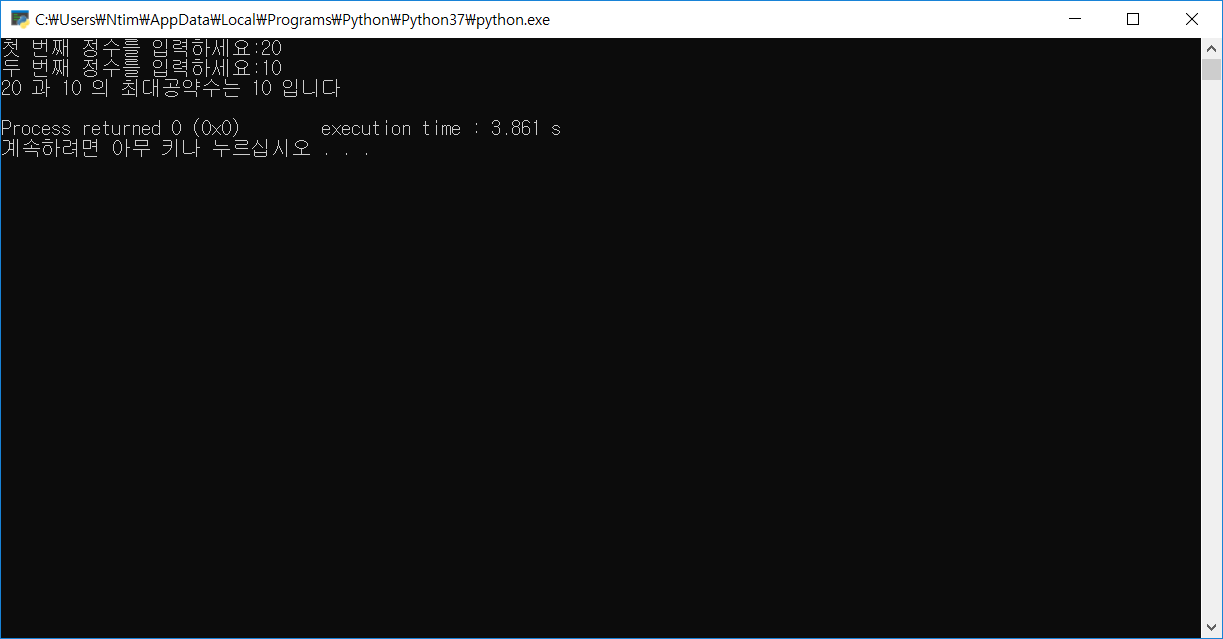 C:₩Users₩Ntim₩AppData₩Local₩Programs₩Python₩Python37₩python.exe
첫 번째 정수를 입력하세요:20
두 번째 정수를 입력하세요:10
20 과 10 의 최대공약수는 10 입니다
Process returned 0 (0x0)        execution time : 3.861 s
계속하려면 아무 키나 누르십시오 . . .